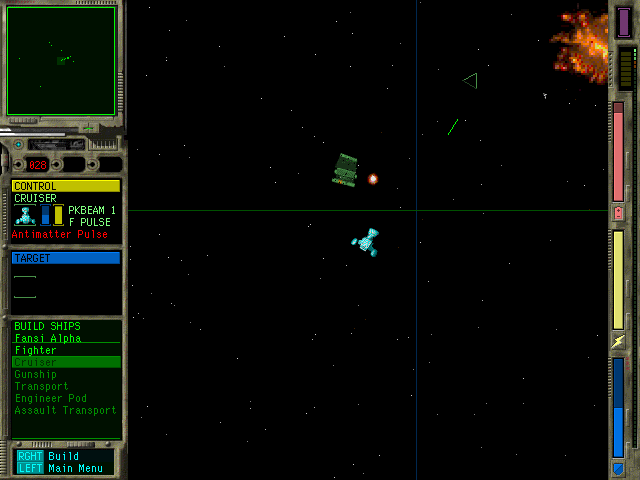 028
CONTROL
CRUISER
PKBEAM 1
F PULSE
Antimatter Pulse
TARGET
BUILD SHIPS
Fansi Alpha
Fighter
Cruiser
Gunship
Transport
Engineer Pod
Assault Transport
RGHT Build
LEFT Main Menu